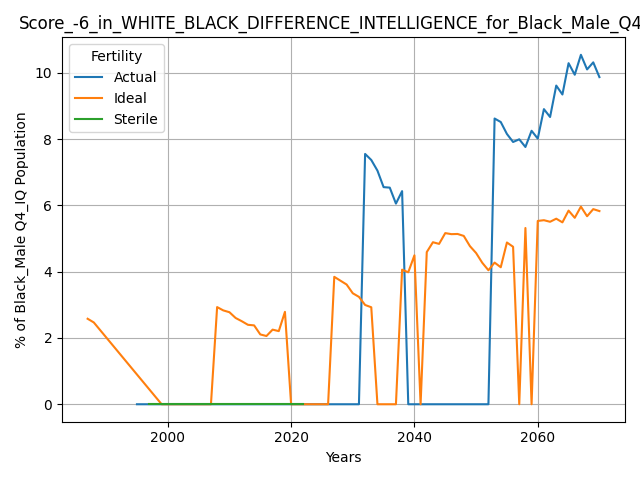 Score_-6_in_WHITE_BLACK_DIFFERENCE_INTELLIGENCE_for_Black_Male_Q4
Fertility
Actual
Ideal
Sterile
% of Black_Male Q4_IQ Population
10
8
6
4
2
0
2000 2020 2040 2060
Years